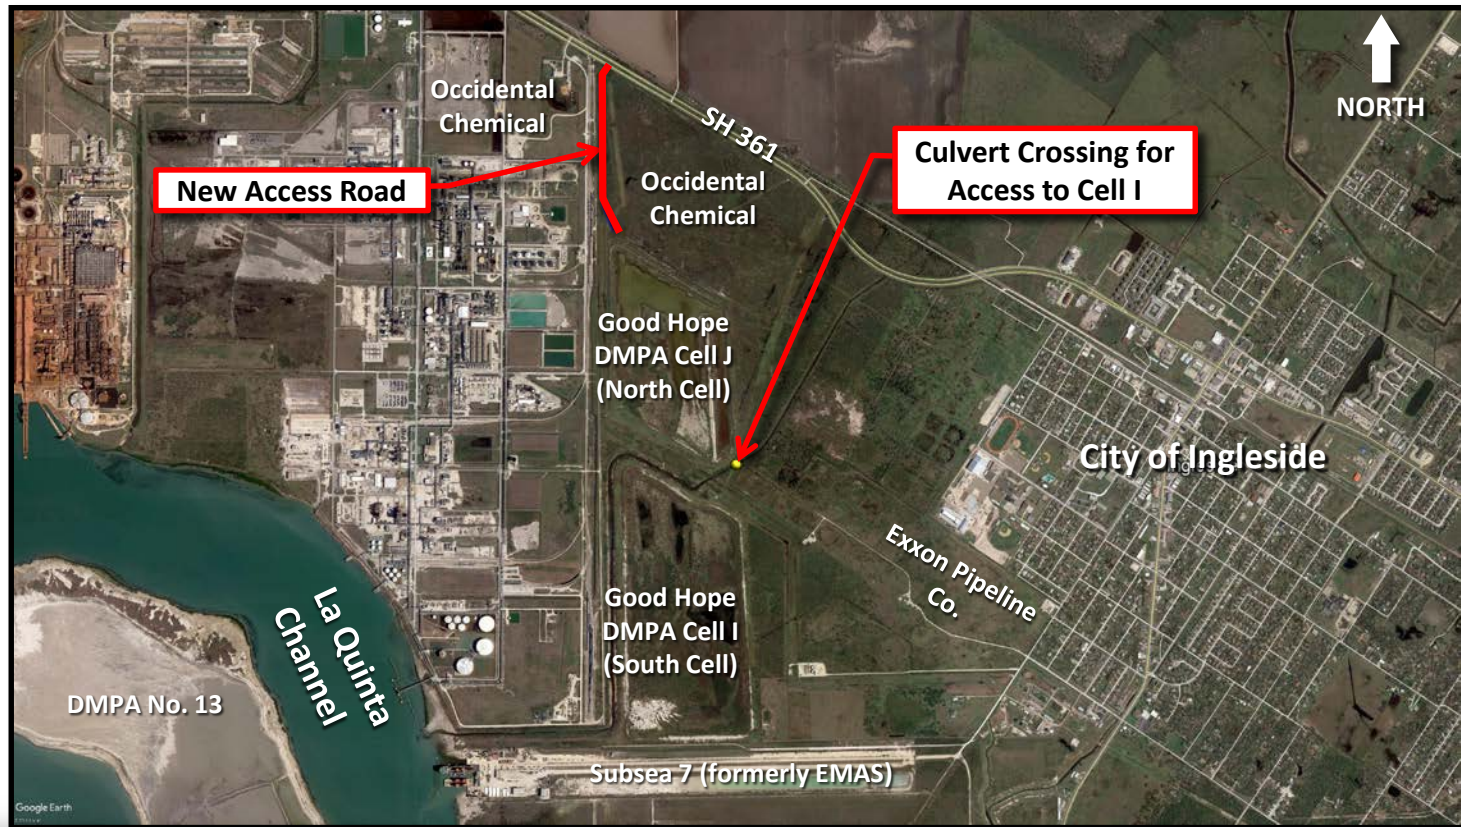 Occidental
Chemical
NORTH
SH 361
New Access Road
Culvert Crossing for
Access to Cell I
Occidental
Chemical
Good Hope
DMPA Cell J
(North Cell)
City of Ingleside
Exxon Pipeline
Co.
Good Hope
DMPA Cell I
(South Cell)
La Quinta
Channel
DMPA No. 13
Subsea 7 (formerly EMAS)
Google Earth